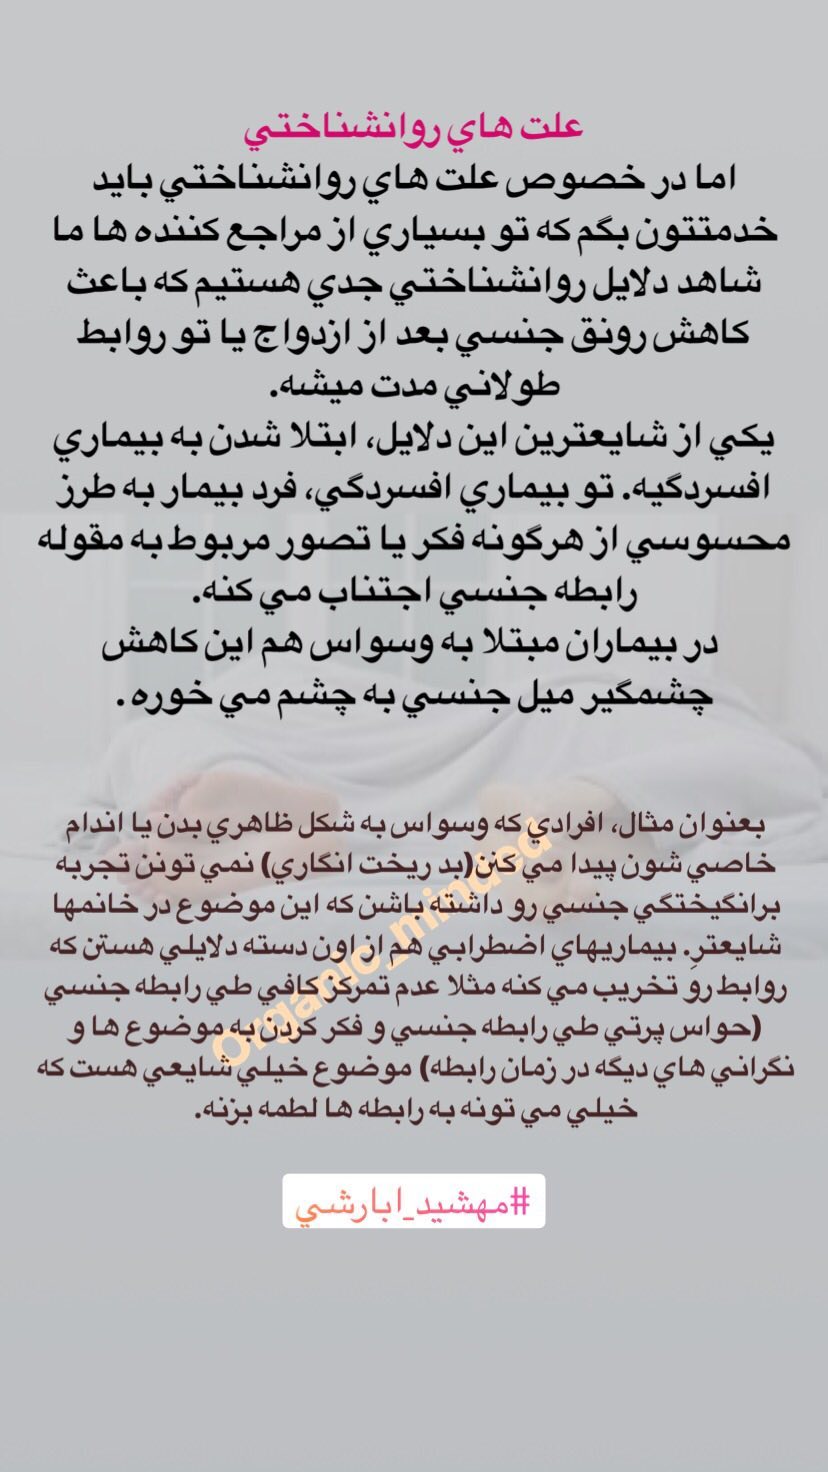 علت هاي روانشناختي
اما در خصوص علت هاي روانشناختي بايد
خدمتتون بگم كه تو بسياري از مراجع كننده ها ما
شاهد دلايل روانشناختي جدي هستيم كه باعث
كاهش رونق جنسي بعد از ازدواج يا تو روابط
طولاني مدت ميشه.
يكي از شايعترين اين دلايل، ابتلا شدن به بيماري
افسردگيه. تو بيماري افسردگي، فرد بيمار به طرز
محسوسي از هرگونه فكر يا تصور مربوط به مقوله
رابطه جنسي اجتناب مي كنه.
در بيماران مبتلا به وسواس هم اين كاهش
چشمگير ميل جنسي به چشم مي خوره .
بعنوان مثال، افرادي كه وسواس به شكل ظاهري بدن يا اندام
خاصي شون پيدا مي كنن(بد ريخت انگاري) نمي تونن تجربه
برانگيختگي جنسي رو داشته باشن كه اين موضوع در خانمها
شايعترِ. بيماريهاي اضطرابي هم از اون دسته دلايلي هستن كه
روابط رو تخريب مي كنه مثلا عدم تمركز كافي طي رابطه جنسي
(حواس پرتي طي رابطه جنسي و فكر كردن به موضوع ها و
نگراني هاي ديگه در زمان رابطه) موضوع خيلي شايعي هست كه
خيلي مي تونه به رابطه ها لطمه بزنه.
Organic_minded
#مهشيد_ابارشي